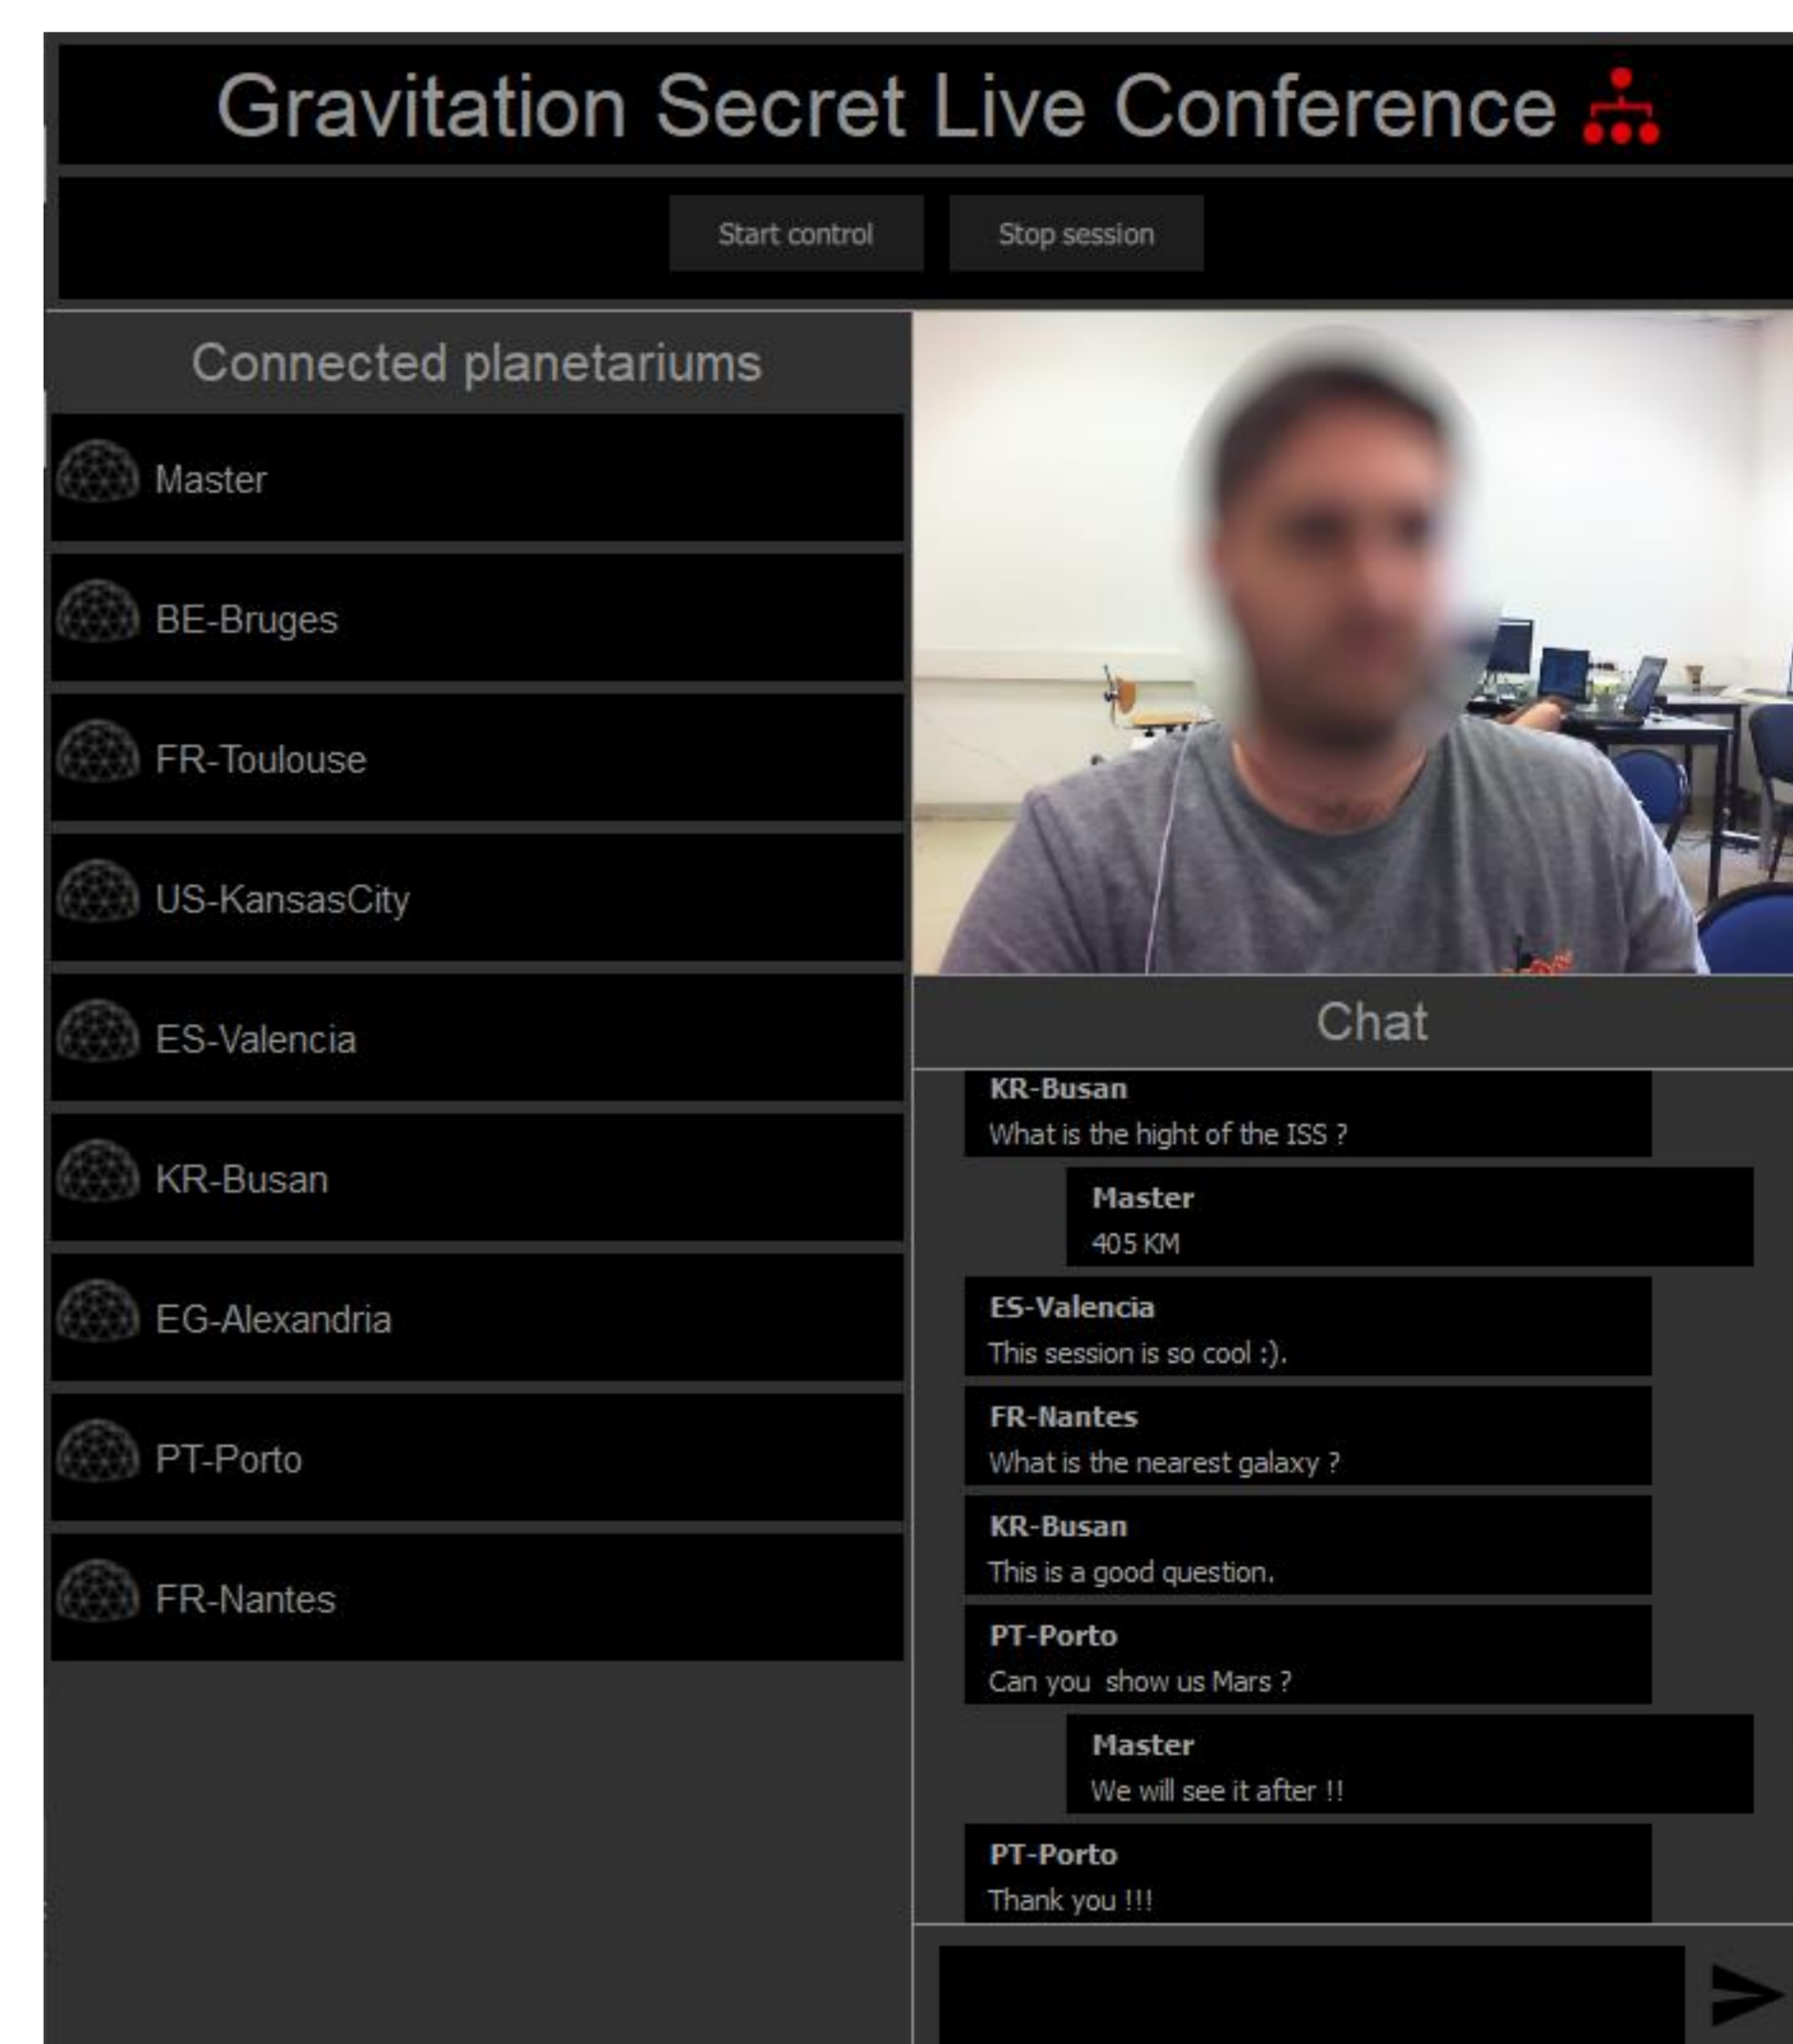 Gravitation Secret Live Conference
Start control
Stop session
Connected planetariums
Master
BE-Bruges
FR-Toulouse
US-KansasCity
ES-Valencia
KR-Busan
EG-Alexandria
PT-Porto
FR-Nantes
Chat
KR-Busan
What is the hight of the ISS ?
Master
405 KM
ES-Valencia
This session is so cool :).
FR-Nantes
What is the nearest galaxy ?
KR-Busan
This is a good question.
PT-Porto
Can you  show us Mars ?
Master
We will see it after !!
PT-Porto
Thank you !!!